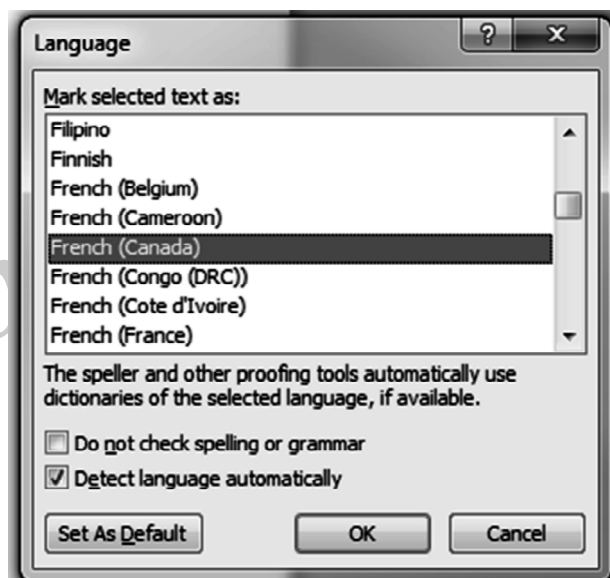 Language
?
Mark selected text as:
Filipino
Finnish
French (Belgium)
French (Cameroon)
French (Canada)
French (Congo (DRC))
French (Cote d'Ivoire)
French (France)
The speller and other proofing tools automatically use
dictionaries of the selected language, if available.
Do not check spelling or grammar
Detect language automatically
Set As Default OK Cancel